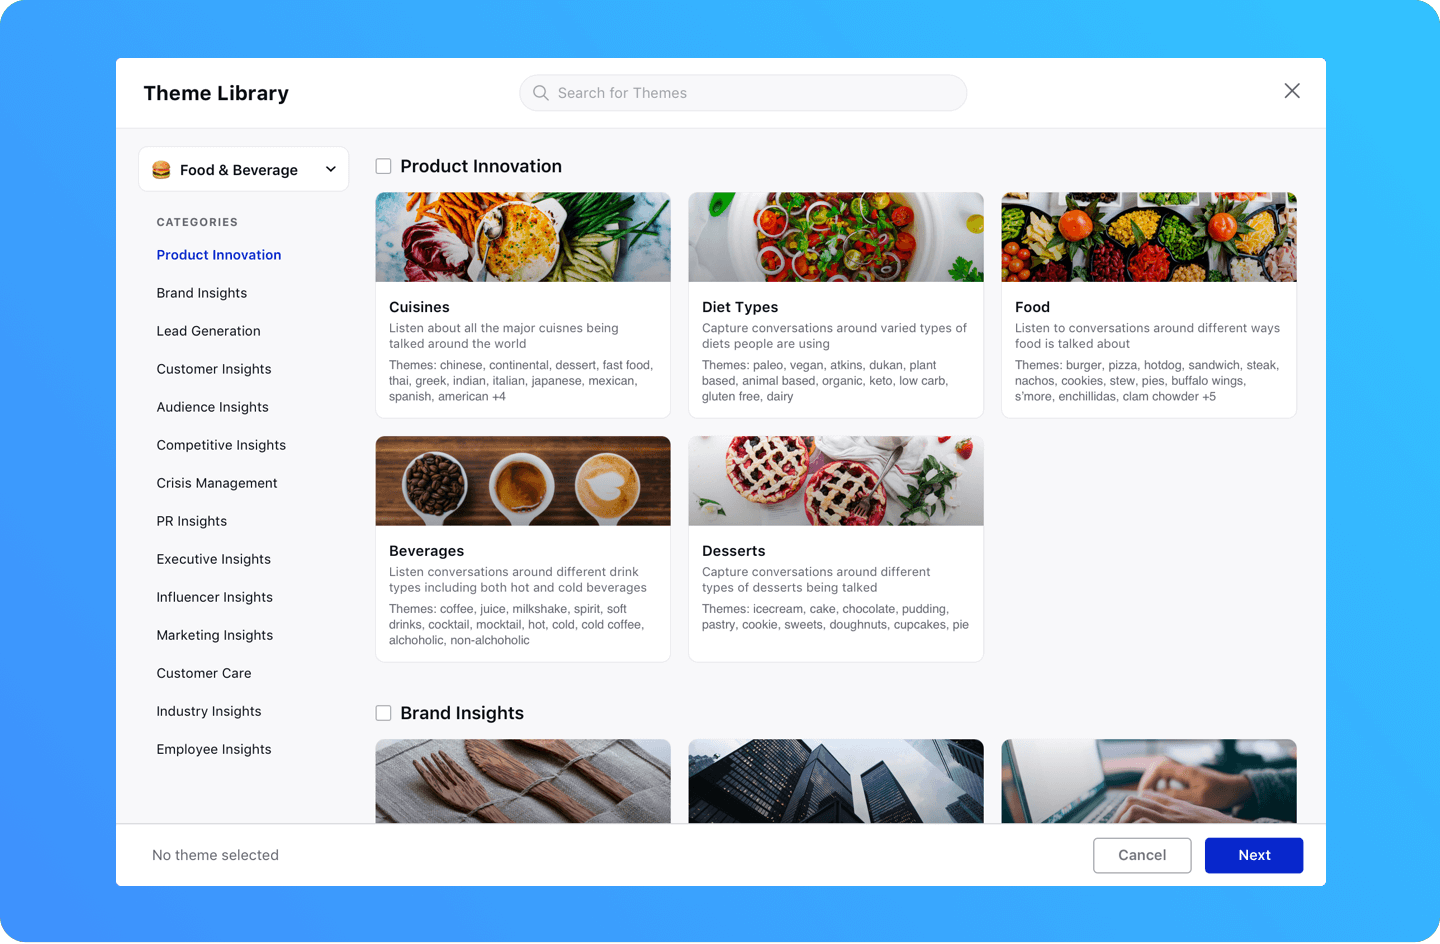 Theme Library
Search for Themes
Food & Beverage
CATEGORIES
Product Innovation
Brand Insights
Lead Generation
Customer Insights
Audience Insights
Competitive Insights
Crisis Management
PR Insights
Executive Insights
Influencer Insights
Marketing Insights
Customer Care
Industry Insights
Employee Insights
Product Innovation
Cuisines
Listen about all the major cuisnes being
talked around the world
Themes: chinese, continental, dessert, fast food,
thai, greek, indian, italian, japanese, mexican,
spanish, american +4
Diet Types
Capture conversations around varied types of
diets people are using
Themes: paleo, vegan, atkins, dukan, plant
based, animal based, organic, keto, low carb,
gluten free, dairy
Food
Listen to conversations around different ways
food is talked about
Themes: burger, pizza, hotdog, sandwich, steak,
nachos, cookies, stew, pies, buffalo wings,
s'more, enchillidas, clam chowder +5
Beverages
Listen conversations around different drink
types including both hot and cold beverages
Themes: coffee, juice, milkshake, spirit, soft
drinks, cocktail, mocktail, hot, cold, cold coffee,
alchoholic, non-alchoholic
Desserts
Capture conversations around different
types of desserts being talked
Themes: icecream, cake, chocolate, pudding,
pastry, cookie, sweets, doughnuts, cupcakes, pie
Brand Insights
No theme selected
Cancel
Next